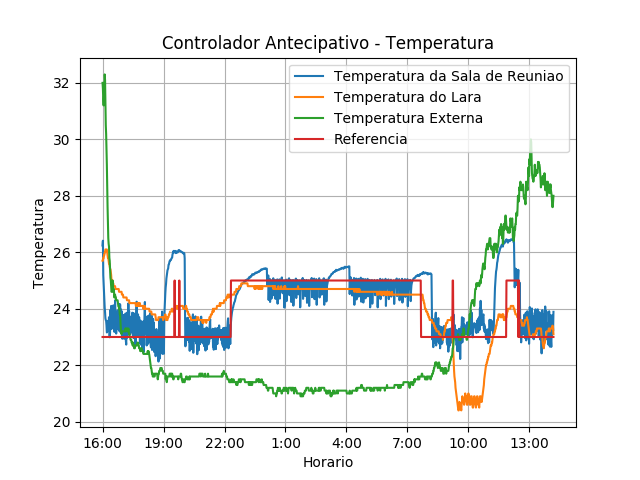 Controlador Antecipativo - Temperatura
Temperatura da Sala de Reuniao
Temperatura do Lara
Temperatura Externa
Referencia
Temperatura
32
30
28
26
24
22
20
16:00 19:00 22:00 1:00 4:00 7:00 10:00 13:00
Horario